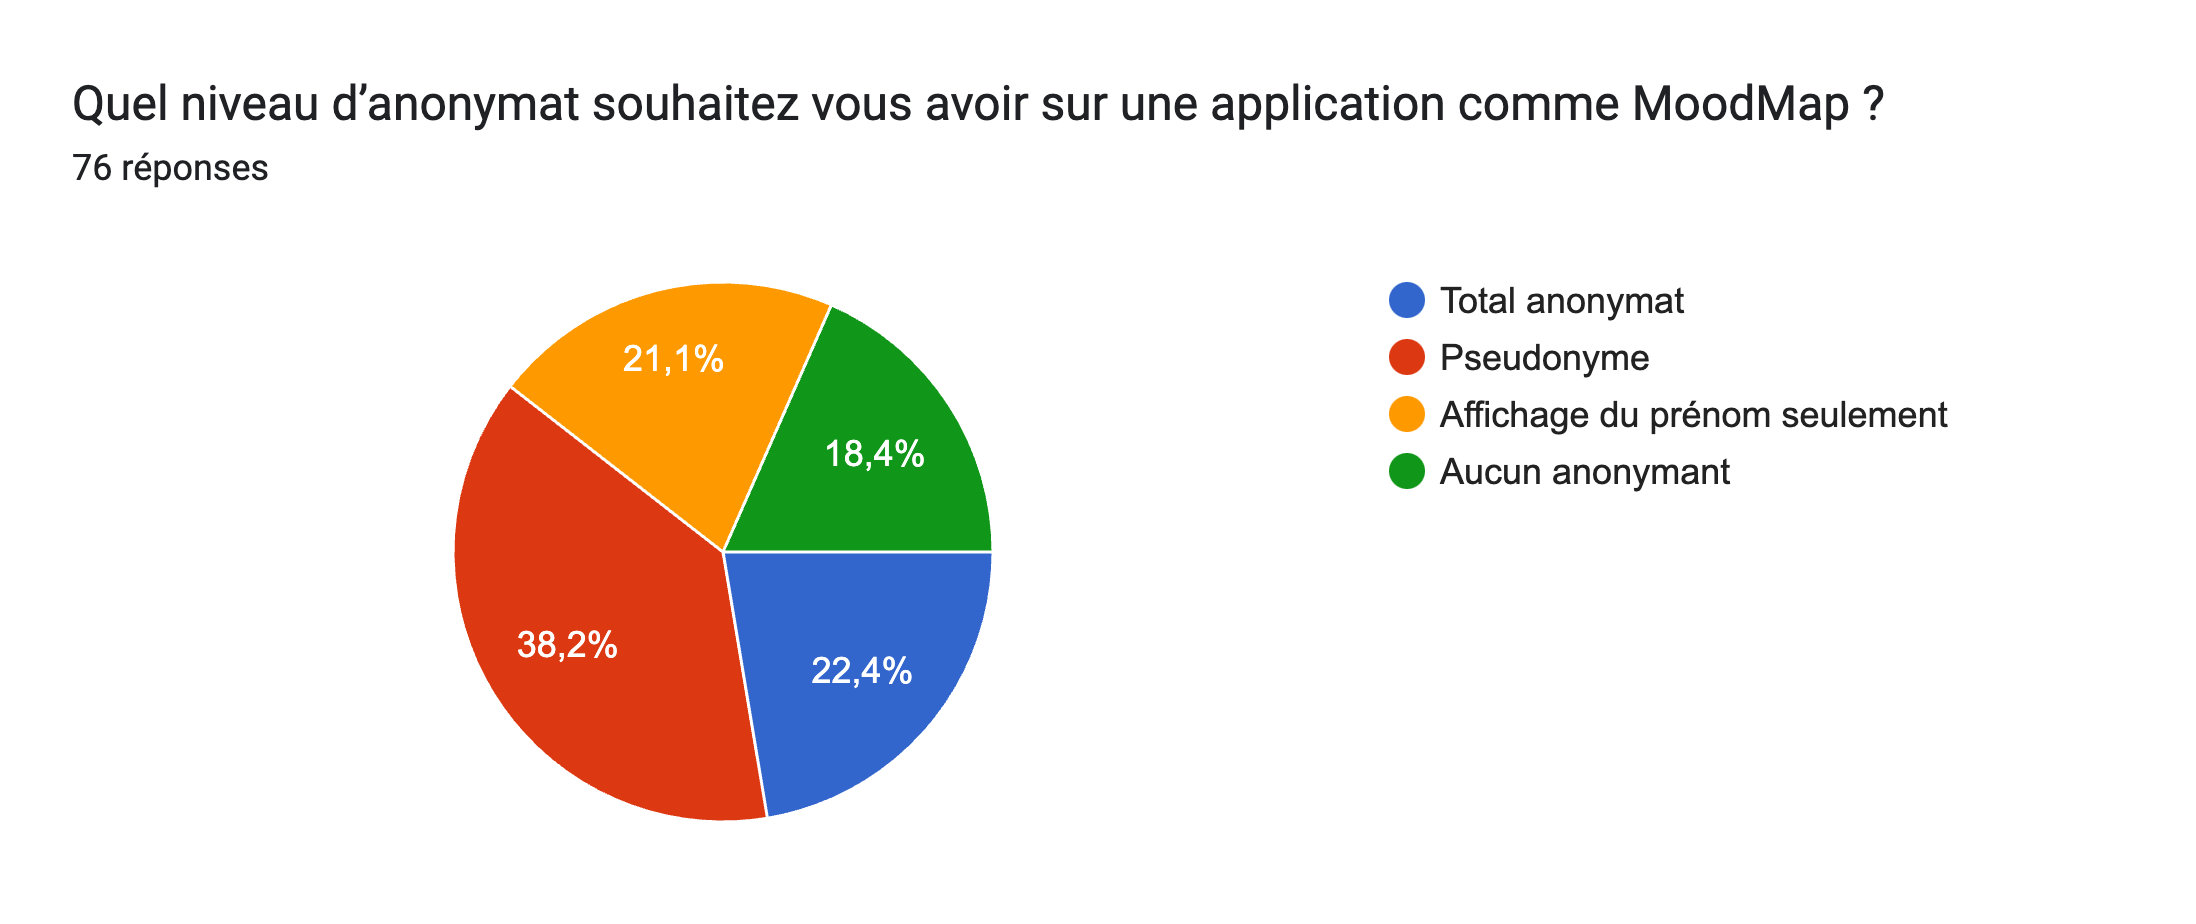 Quel niveau d’anonymat souhaitez vous avoir sur une application comme MoodMap ?
76 réponses
21,1%
18,4%
38,2%
22,4%
Total anonymat
Pseudonyme
Affichage du prénom seulement
Aucun anonymant